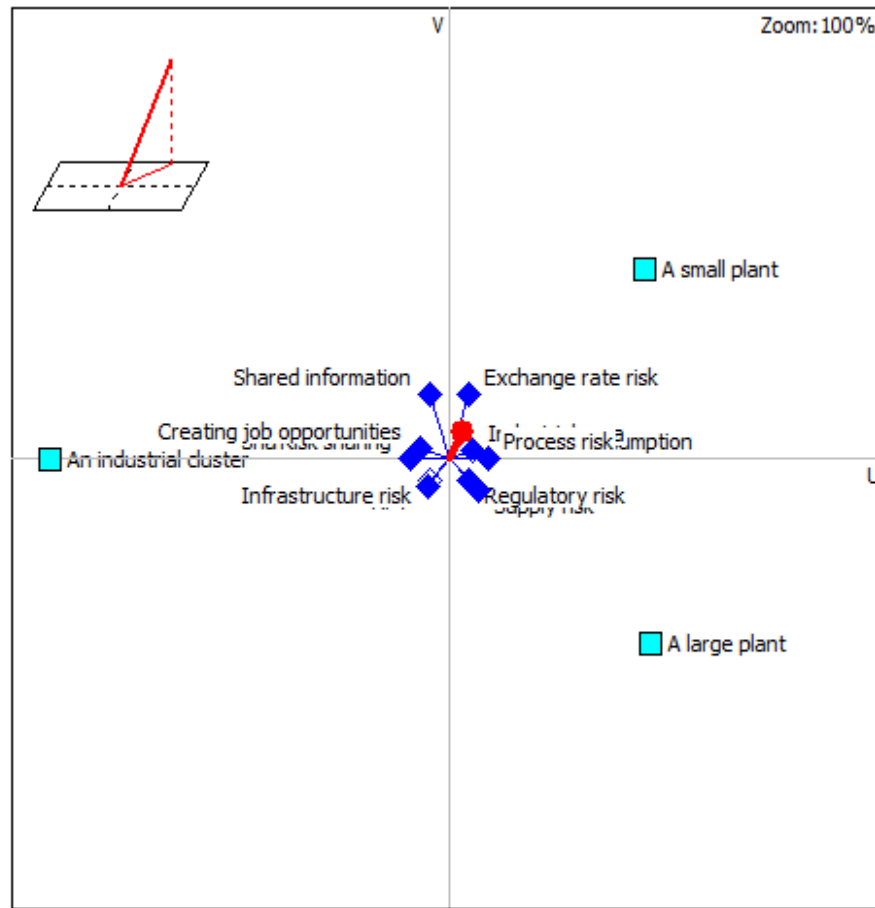 V
Zoom:100%
A small plant
Shared information
Exchange rate risk
Creating job opportunities
Process risk
An industrial cluster
U
Infrastructure risk
Regulatory risk
A large plant